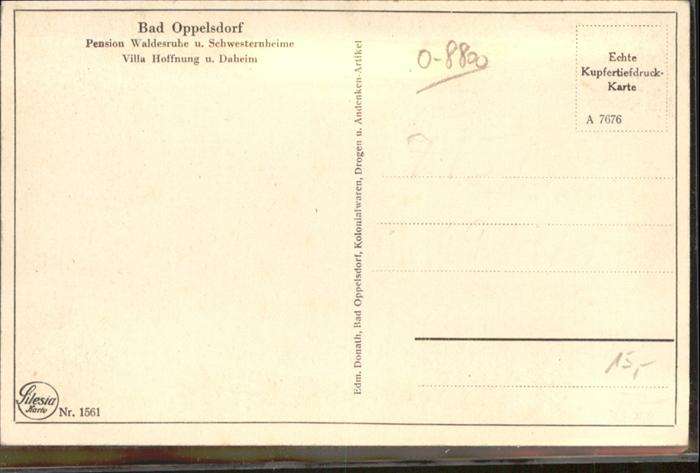 Bad Oppelsdorf
Pension Waldesruhe u. Schwesternheime
Villa Hoffnung u. Daheim
Edm. Donath, Bad Oppelsdorf, Kolonialwaren, Drogen u. Andenken-Artikel
0-8800
Echte
Kupfertiefdruck-
Karte
A 7676
15,-
Silesia
Karte
Nr. 1561